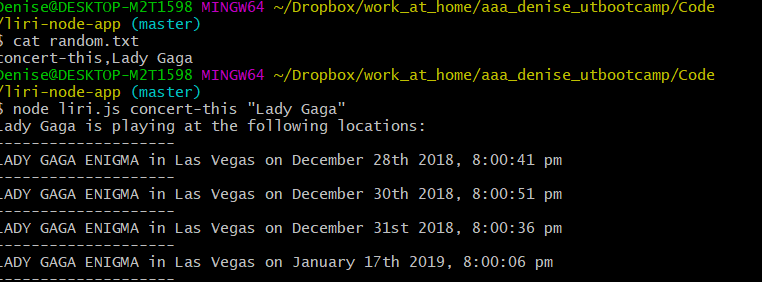 Denise@DESKTOP-M2T1598 MINGW64 ~/Dropbox/work_at_home/aaa_denise_utbootcamp/Code
/liri-node-app (master)
$ cat random.txt
concert-this,Lady Gaga
Denise@DESKTOP-M2T1598 MINGW64 ~/Dropbox/work_at_home/aaa_denise_utbootcamp/Code
/liri-node-app (master)
$ node liri.js concert-this "Lady Gaga"
Lady Gaga is playing at the following locations:
--------------------
LADY GAGA ENIGMA in Las Vegas on December 28th 2018, 8:00:41 pm
--------------------
LADY GAGA ENIGMA in Las Vegas on December 30th 2018, 8:00:51 pm
--------------------
LADY GAGA ENIGMA in Las Vegas on December 31st 2018, 8:00:36 pm
--------------------
LADY GAGA ENIGMA in Las Vegas on January 17th 2019, 8:00:06 pm
--------------------